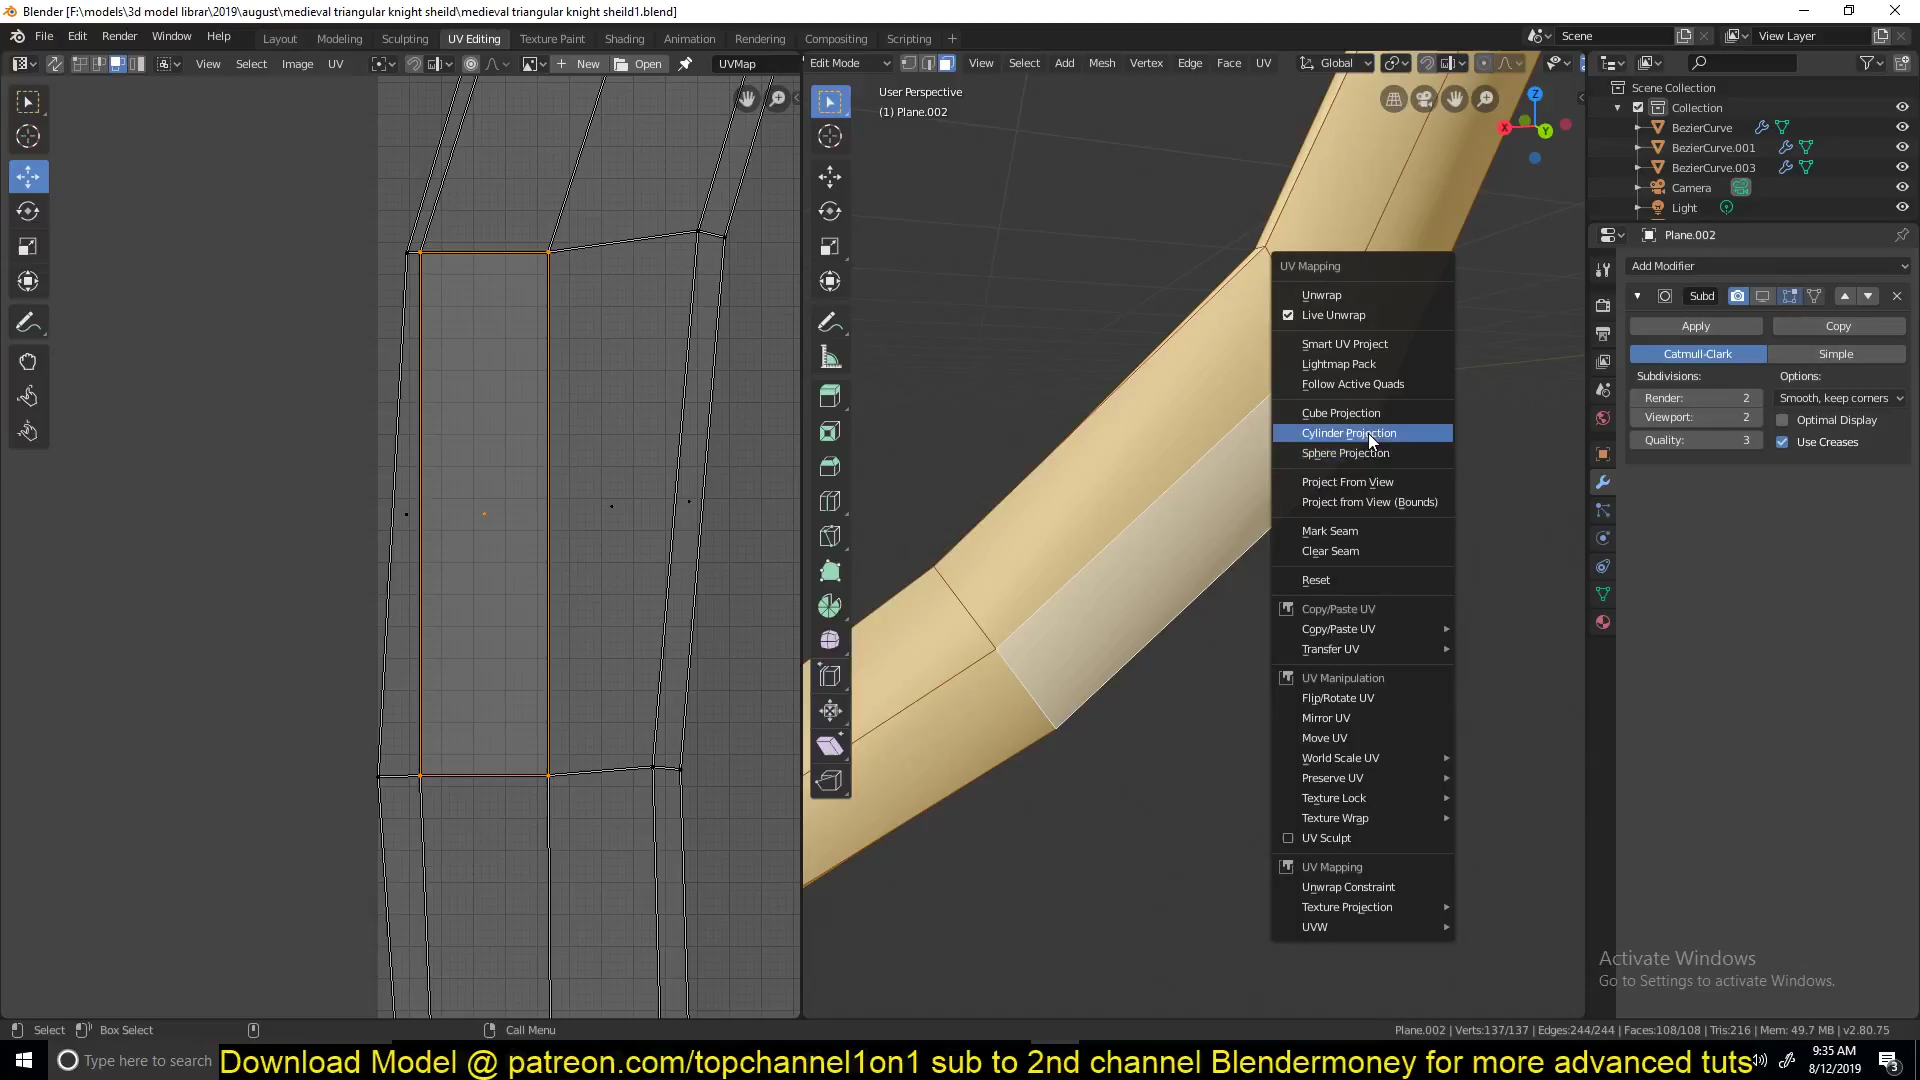 Blender [F:\models\3d model librar\2019\august\medieval triangular knight sheild\medieval triangular knight sheild1.blend]
File Edit Render Window Help Layout Modeling Sculpting UV Editing Texture Paint Shading Animation Rendering Compositing Scripting + Scene View Layer
View Select Image UV + New Open UVMap Edit Mode View Select Add Mesh Vertex Edge Face UV Global
User Perspective
(1) Plane.002
Scene Collection
Collection
BezierCurve
BezierCurve.001
BezierCurve.003
Camera
Light
Plane.002
Add Modifier
Subd
Apply Copy
Catmull-Clark Simple
Subdivisions: Options:
Render: 2 Smooth, keep corners
Viewport: 2 Optimal Display
Quality: 3 Use Creases
UV Mapping
Unwrap
Live Unwrap
Smart UV Project
Lightmap Pack
Follow Active Quads
Cube Projection
Cylinder Projection
Sphere Projection
Project From View
Project from View (Bounds)
Mark Seam
Clear Seam
Reset
Copy/Paste UV
Copy/Paste UV
Transfer UV
UV Manipulation
Flip/Rotate UV
Mirror UV
Move UV
World Scale UV
Preserve UV
Texture Lock
Texture Wrap
UV Sculpt
UV Mapping
Unwrap Constraint
Texture Projection
UVW
X Y Z
Activate Windows
Go to Settings to activate Windows.
Select Box Select Call Menu Plane.002 | Verts:137/137 | Edges:244/244 | Faces:108/108 | Tris:216 | Mem: 49.7 MB | v2.80.75
Type here to search
Download Model @ patreon.com/topchannel1on1 sub to 2nd channel Blendermoney for more advanced tuts
9:35 AM
8/12/2019
3